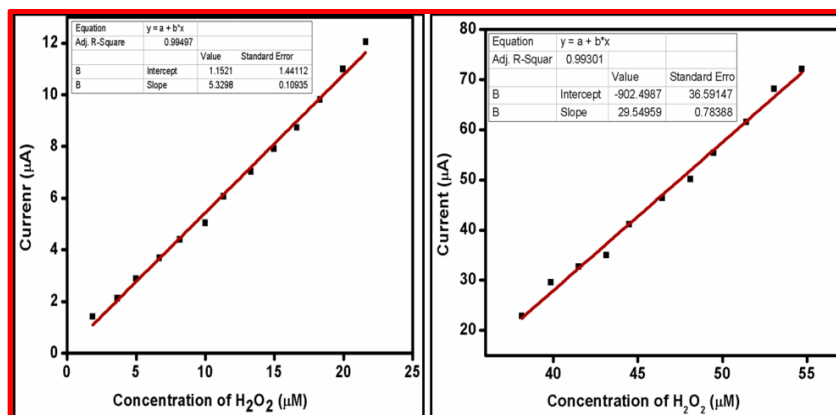 Equation y = a + b*x
Adj. R-Square 0.99497
Value Standard Error
B Intercept 1.1521 1.44112
B Slope 5.3298 0.10935
12
10
8
6
4
2
0
Currenr (μA)
0 5 10 15 20 25
Concentration of H2O2 (μM)
Equation y = a + b*x
Adj. R-Squar 0.99301
Value Standard Erro
B Intercept -902.4987 36.59147
B Slope 29.54959 0.78388
80
70
60
50
40
30
20
Current (μA)
40 45 50 55
Concentration of H2O2 (μM)